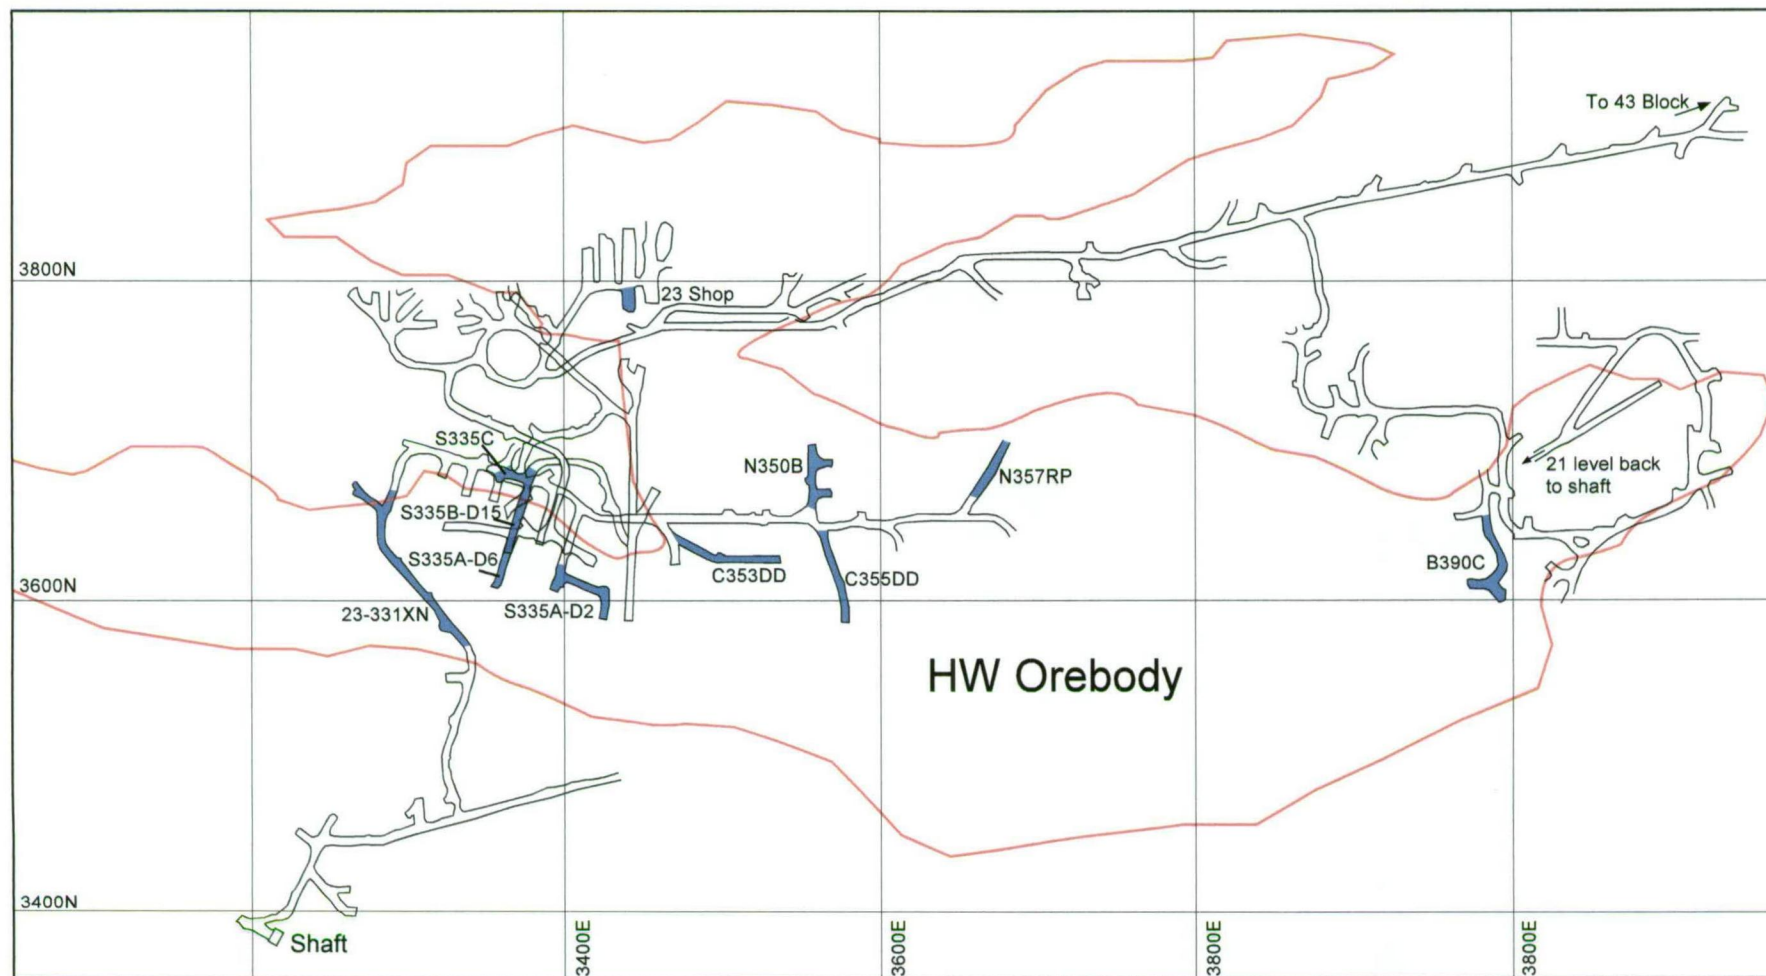 To 43 Block
3800N
23 Shop
S335C
N350B
N357RP
21 level back
to shaft
S335B-D15
S335A-D6
C353DD
C355DD
B390C
3600N
23-331XN
S335A-D2
HW Orebody
3400N
Shaft
3400E
3600E
3800E
3800E